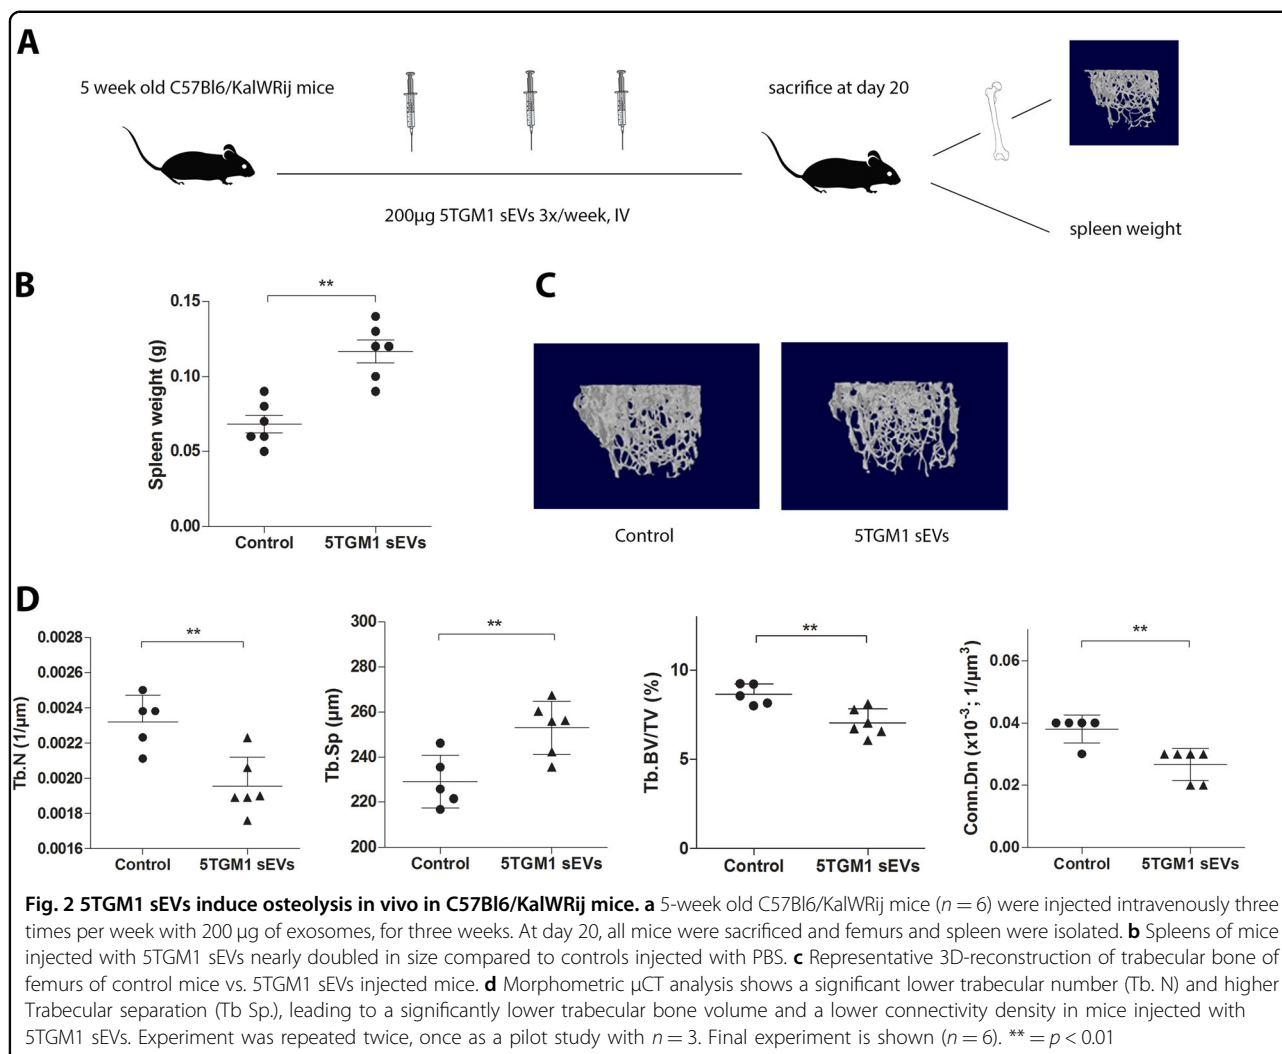 A
5 week old C57Bl6/KalWRij mice
sacrifice at day 20
200µg 5TGM1 sEVs 3x/week, IV
spleen weight
B
**
Spleen weight (g)
0.15
0.10
0.05
0.00
Control
5TGM1 sEVs
C
Control
5TGM1 sEVs
D
**
Tb.N (1/µm)
0.0028
0.0026
0.0024
0.0022
0.0020
0.0018
0.0016
Control
5TGM1 sEVs
**
Tb.Sp (µm)
300
280
260
240
220
200
Control
5TGM1 sEVs
**
Tb.BV/TV (%)
10
5
0
Control
5TGM1 sEVs
**
Conn.Dn (x10⁻³; 1/µm³)
0.06
0.04
0.02
0.00
Control
5TGM1 sEVs
Fig. 2 5TGM1 sEVs induce osteolysis in vivo in C57Bl6/KalWRij mice. a 5-week old C57Bl6/KalWRij mice (n = 6) were injected intravenously three
times per week with 200 µg of exosomes, for three weeks. At day 20, all mice were sacrificed and femurs and spleen were isolated. b Spleens of mice
injected with 5TGM1 sEVs nearly doubled in size compared to controls injected with PBS. c Representative 3D-reconstruction of trabecular bone of
femurs of control mice vs. 5TGM1 sEVs injected mice. d Morphometric µCT analysis shows a significant lower trabecular number (Tb. N) and higher
Trabecular separation (Tb Sp.), leading to a significantly lower trabecular bone volume and a lower connectivity density in mice injected with
5TGM1 sEVs. Experiment was repeated twice, once as a pilot study with n = 3. Final experiment is shown (n = 6). ** = p < 0.01